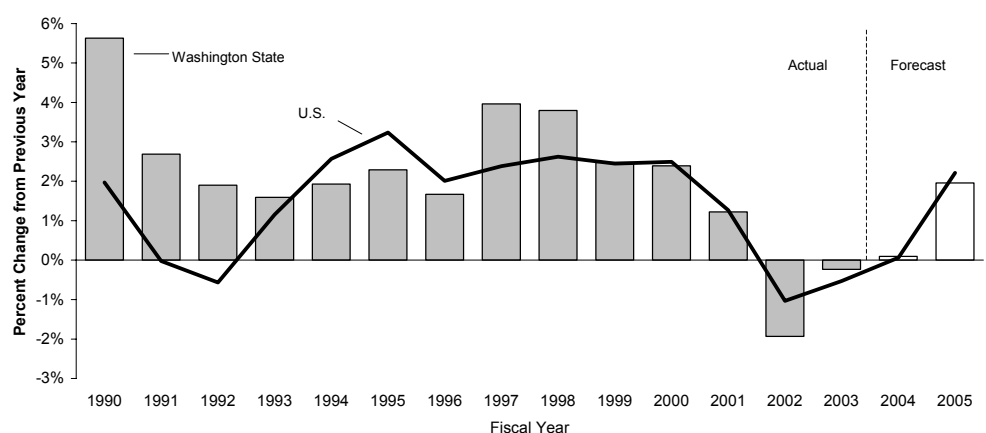 6%
5%
4%
3%
2%
1%
0%
-1%
-2%
-3%
Percent Change from Previous Year
Washington State
U.S.
Actual
Forecast
1990 1991 1992 1993 1994 1995 1996 1997 1998 1999 2000 2001 2002 2003 2004 2005
Fiscal Year